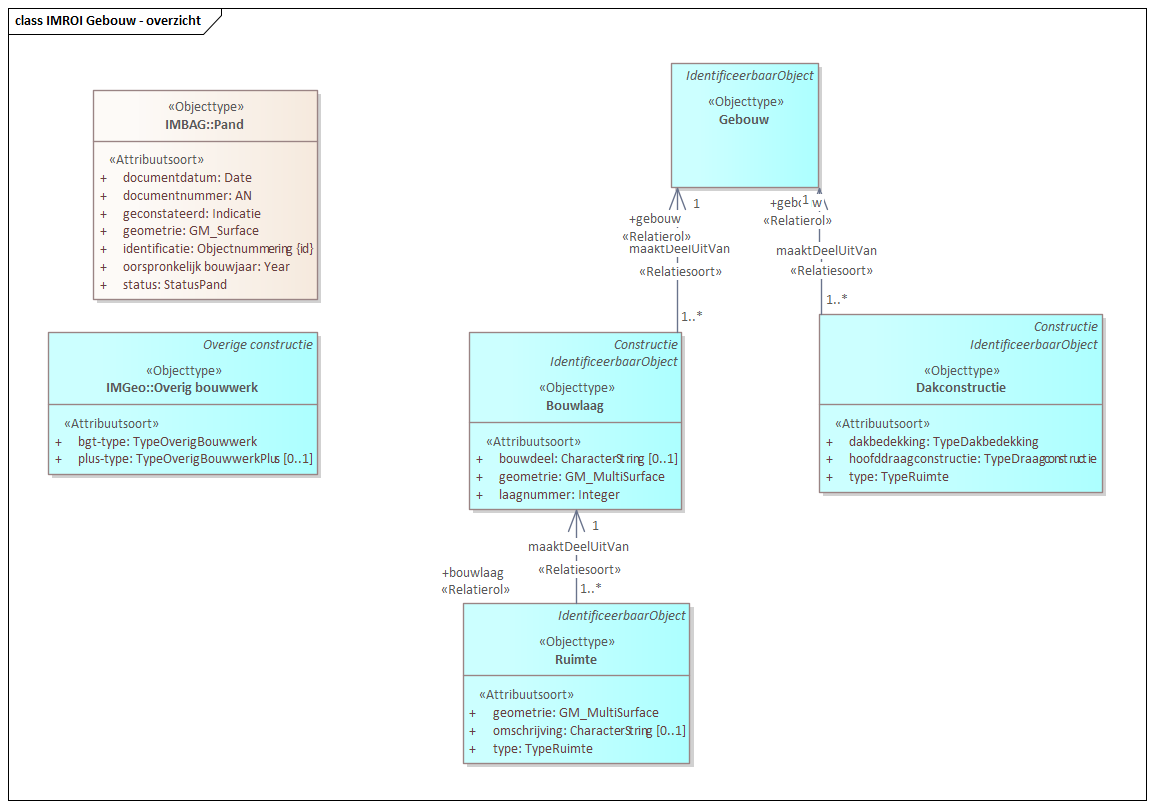 class IMROI Gebouw - overzicht
«Objecttype»
IMBAG::Pand
«Attribuutsoort»
+ documentdatum: Date
+ documentnummer: AN
+ geconstateerd: Indicatie
+ geometrie: GM_Surface
+ identificatie: Objectnummering {id}
+ oorspronkelijk bouwjaar: Year
+ status: StatusPand
IdentificeerbaarObject
«Objecttype»
Gebouw
1
+gebouw
«Relatierol»
maaktDeelUitVan
«Relatiesoort»
1..*
+gebouw
1
«Relatierol»
maaktDeelUitVan
«Relatiesoort»
1..*
Overige constructie
«Objecttype»
IMGeo::Overig bouwwerk
«Attribuutsoort»
+ bgt-type: TypeOverigBouwwerk
+ plus-type: TypeOverigBouwwerkPlus [0..1]
Constructie
IdentificeerbaarObject
«Objecttype»
Bouwlaag
«Attribuutsoort»
+ bouwdeel: CharacterString [0..1]
+ geometrie: GM_MultiSurface
+ laagnummer: Integer
Constructie
IdentificeerbaarObject
«Objecttype»
Dakconstructie
«Attribuutsoort»
+ dakbedekking: TypeDakbedekking
+ hoofddraagconstructie: TypeDraagconstructie
+ type: TypeRuimte
1
maaktDeelUitVan
«Relatiesoort»
+bouwlaag
«Relatierol»
1..*
IdentificeerbaarObject
«Objecttype»
Ruimte
«Attribuutsoort»
+ geometrie: GM_MultiSurface
+ omschrijving: CharacterString [0..1]
+ type: TypeRuimte